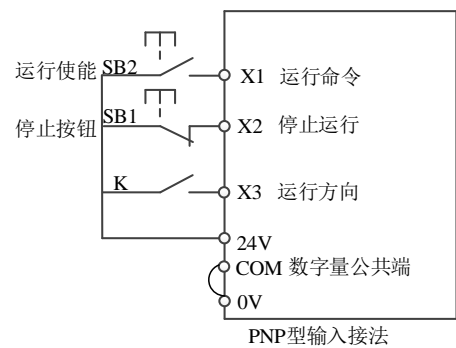 运行使能 SB2 X1 运行命令
停止按钮 SB1 X2 停止运行
K X3 运行方向
24V
COM 数字量公共端
0V
PNP型输入接法